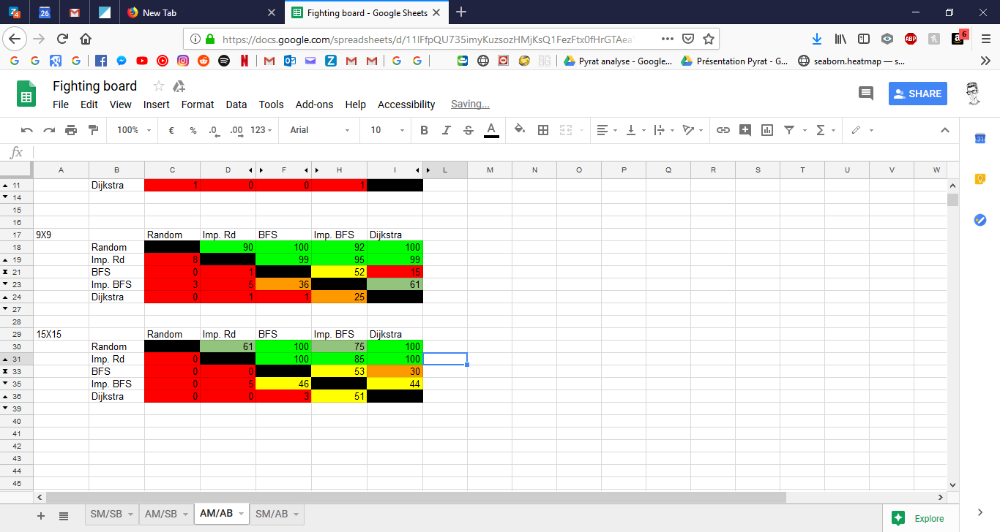 26 New Tab Fighting board - Google Sheets
https://docs.google.com/spreadsheets/d/11IFfpQU735imyKuzsozHMjKsQ1FezFtx0fHrGTAea ABP 6
Pyrat analyse - Google... Présentation Pyrat - G... seaborn.heatmap — s...
Fighting board
File Edit View Insert Format Data Tools Add-ons Help Accessibility Saving... SHARE
100% € % .0 .00 123 Arial 10 B I S A Σ
fx 31
A B C D F H I L M N O P Q R S T U V W
11 Dijkstra 1 0 0 1
14
15
16
17 9X9 Random Imp. Rd BFS Imp. BFS Dijkstra
18 Random 90 100 92 100
19 Imp. Rd 8 99 95 99
21 BFS 0 1 52 15
23 Imp. BFS 3 5 36 61
24 Dijkstra 0 1 1 25
27
28
29 15X15 Random Imp. Rd BFS Imp. BFS Dijkstra
30 Random 61 100 75 100
31 Imp. Rd 0 100 85 100
33 BFS 0 0 53 30
35 Imp. BFS 0 5 46 44
36 Dijkstra 0 0 3 51
39
40
41
42
43
44
45
SM/SB AM/SB AM/AB SM/AB Explore